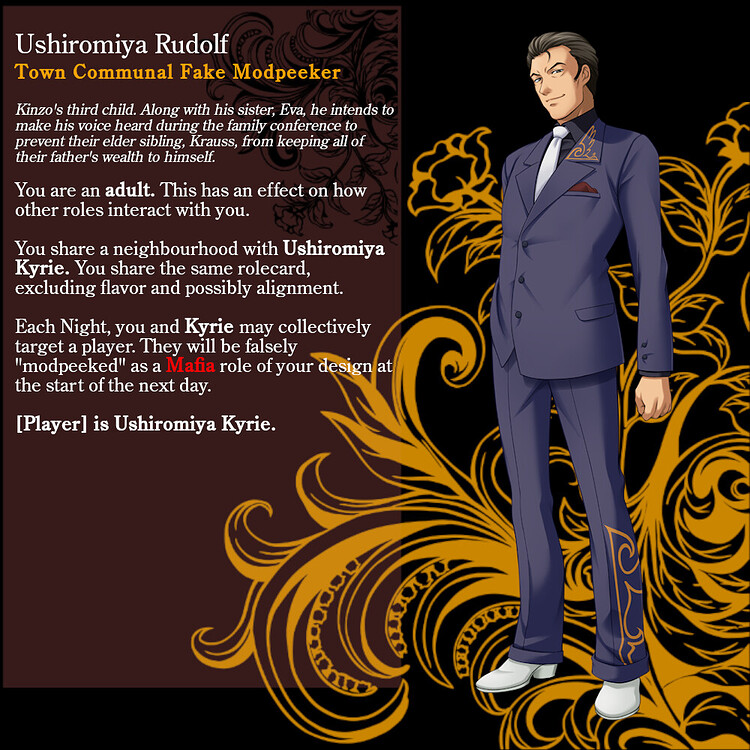 Ushiromiya Rudolf
Town Communal Fake Modpeeker
Kinzo's third child. Along with his sister, Eva, he intends to
make his voice heard during the family conference to
prevent their elder sibling, Krauss, from keeping all of
their father's wealth to himself.
You are an adult. This has an effect on how
other roles interact with you.
You share a neighbourhood with Ushiromiya
Kyrie. You share the same rolecard,
excluding flavor and possibly alignment.
Each Night, you and Kyrie may collectively
target a player. They will be falsely
"modpeeked" as a Mafia role of your design at
the start of the next day.
[Player] is Ushiromiya Kyrie.